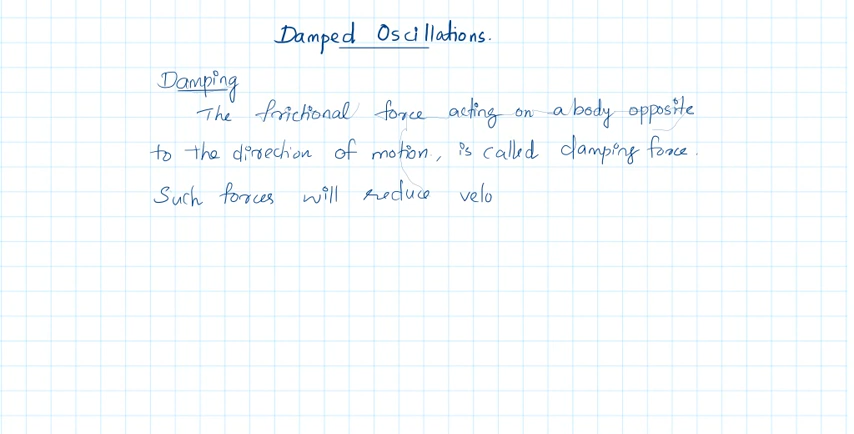 Damped Oscillations.
Damping
The frictional force acting on a body opposite
to the direction of motion, is called damping force.
Such forces will reduce velo